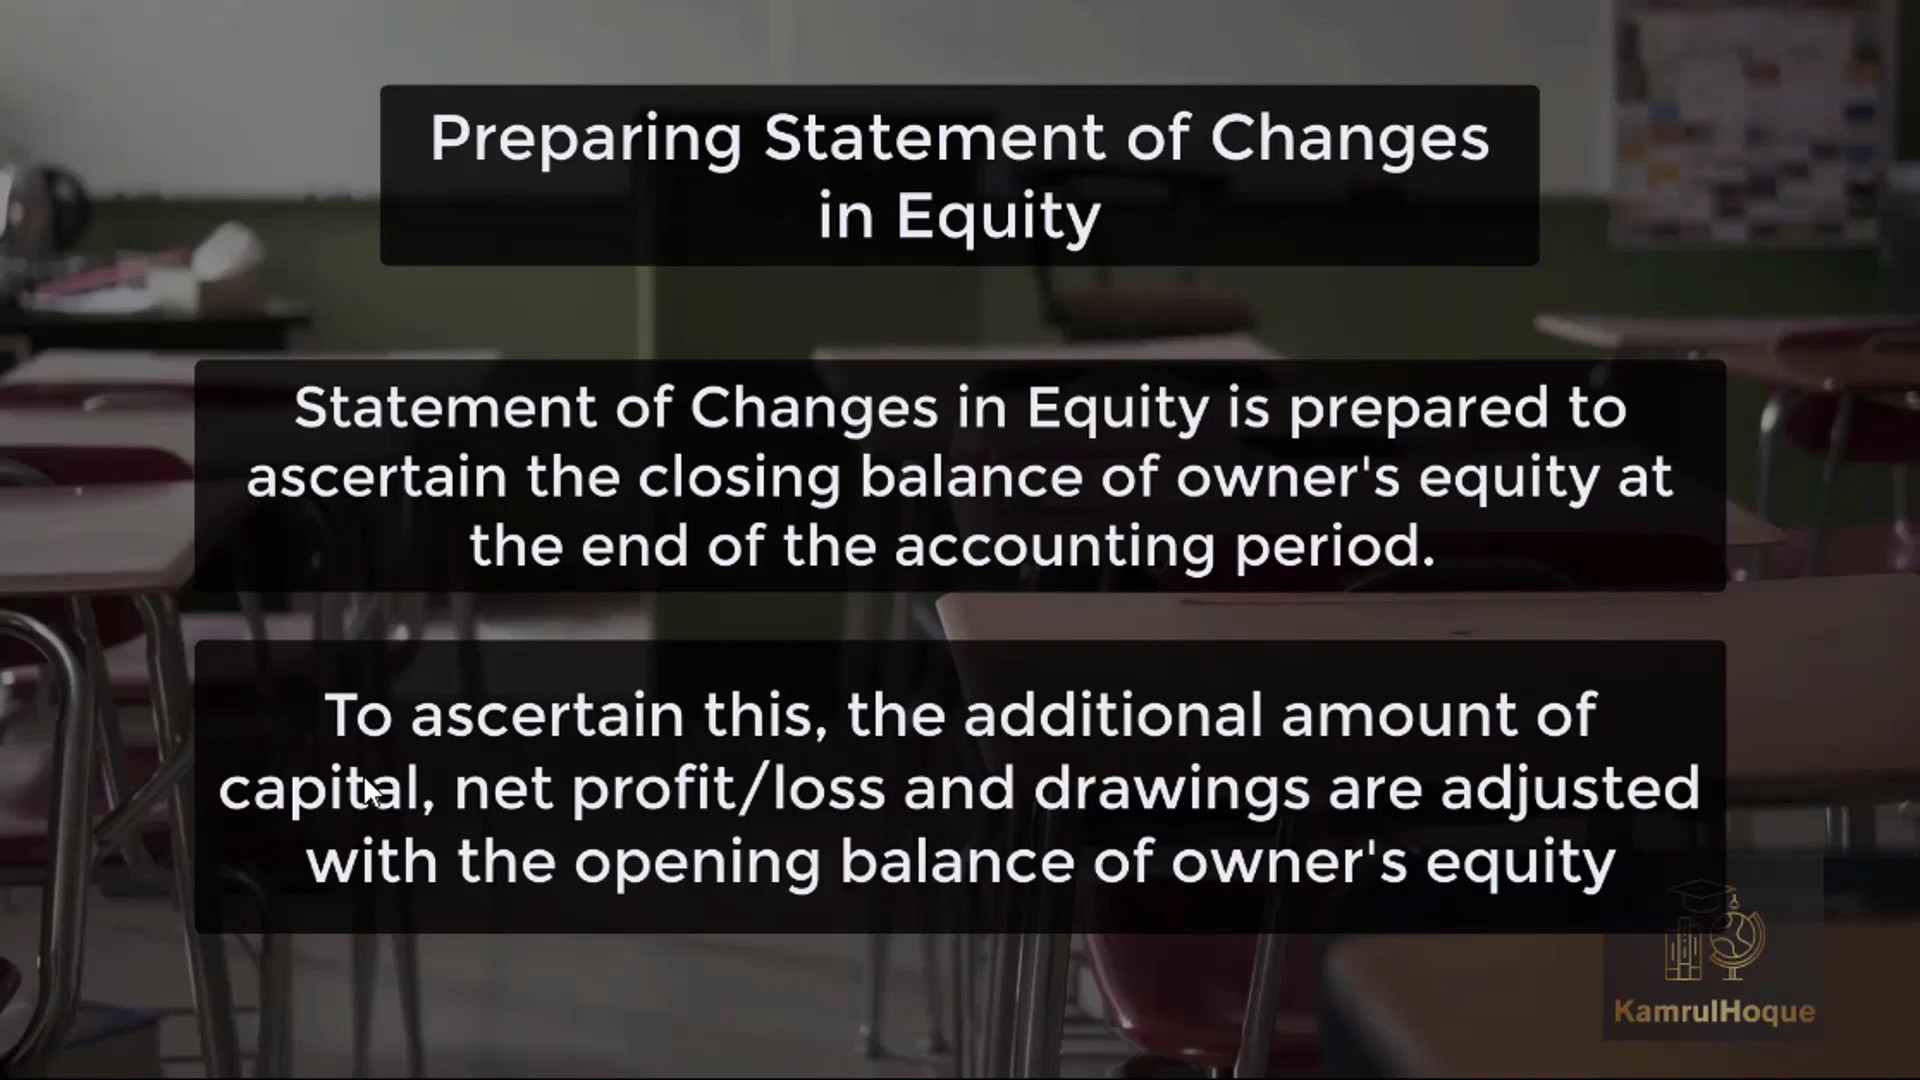 Preparing Statement of Changes
in Equity
Statement of Changes in Equity is prepared to
ascertain the closing balance of owner's equity at
the end of the accounting period.
To ascertain this, the additional amount of
capital, net profit/loss and drawings are adjusted
with the opening balance of owner's equity
KamrulHoque